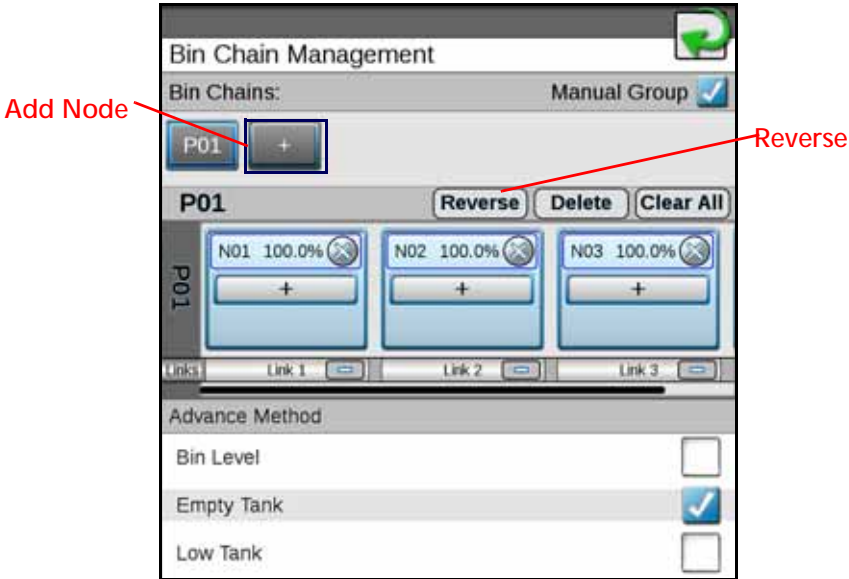 Bin Chain Management
Bin Chains: Manual Group
Add Node
P01 +
Reverse
P01 Reverse Delete Clear All
P01
N01 100.0% N02 100.0% N03 100.0%
+ + +
Links Link 1 Link 2 Link 3
Advance Method
Bin Level
Empty Tank
Low Tank